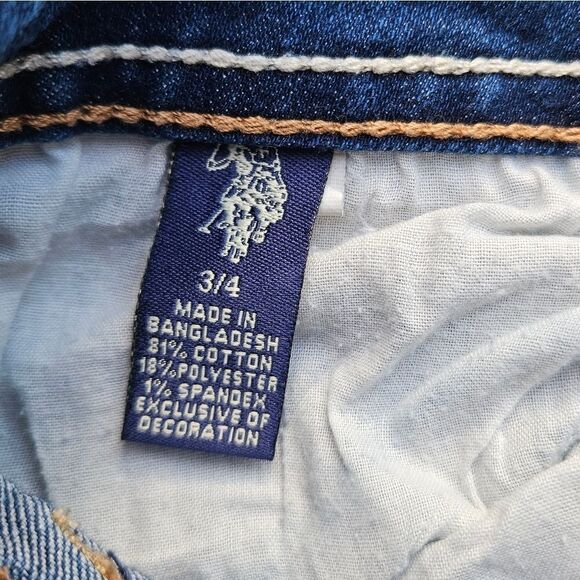 3/4
MADE IN
BANGLADESH
81% COTTON
18% POLYESTER
1% SPANDEX
EXCLUSIVE OF
DECORATION